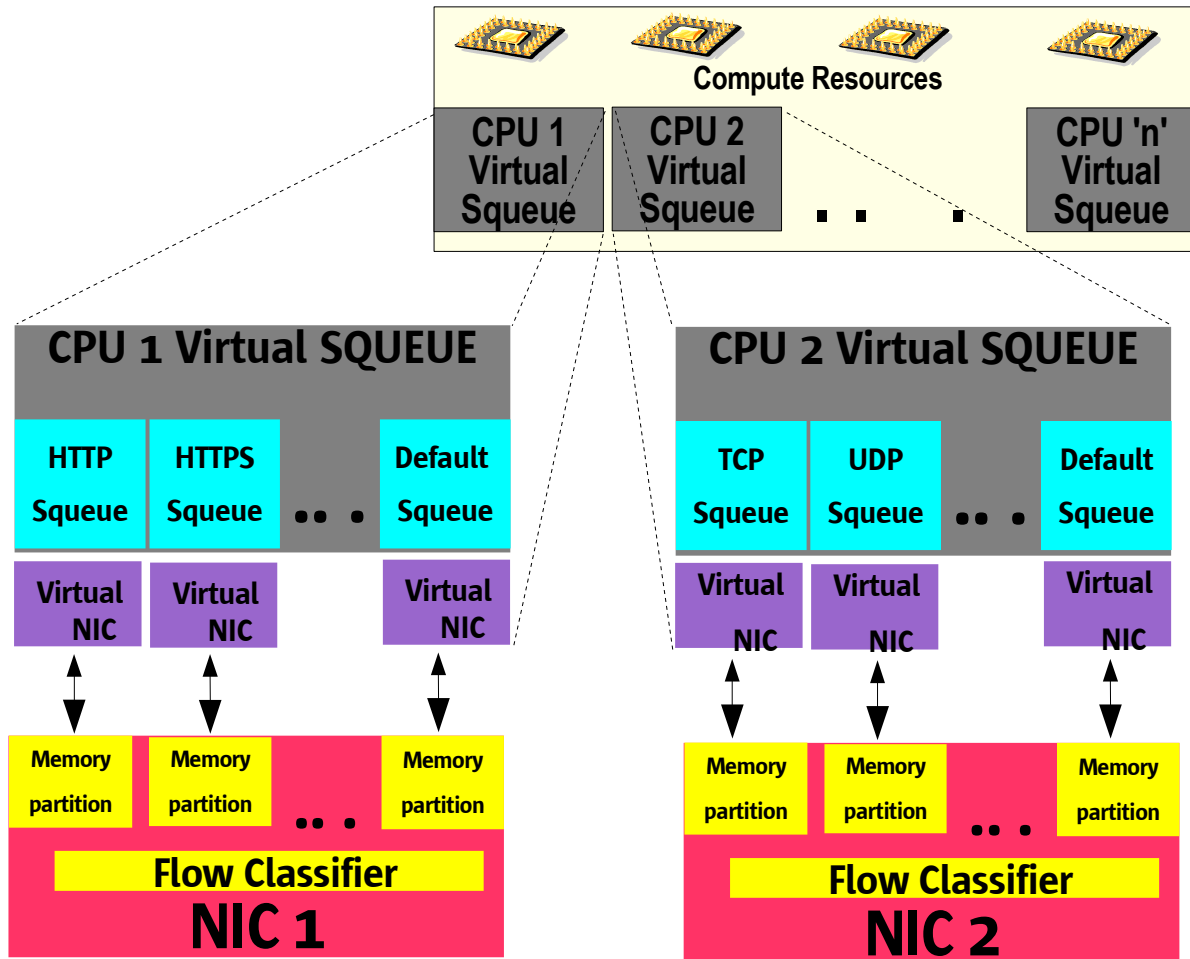 Compute Resources
CPU 1
Virtual
Squeue
CPU 2
Virtual
Squeue
. . .
CPU 'n'
Virtual
Squeue
CPU 1 Virtual SQUEUE
HTTP
Squeue
HTTPS
Squeue
...
Default
Squeue
Virtual
NIC
Virtual
NIC
Virtual
NIC
Memory
partition
Memory
partition
...
Memory
partition
Flow Classifier
NIC 1
CPU 2 Virtual SQUEUE
TCP
Squeue
UDP
Squeue
...
Default
Squeue
Virtual
NIC
Virtual
NIC
Virtual
NIC
Memory
partition
Memory
partition
...
Memory
partition
Flow Classifier
NIC 2